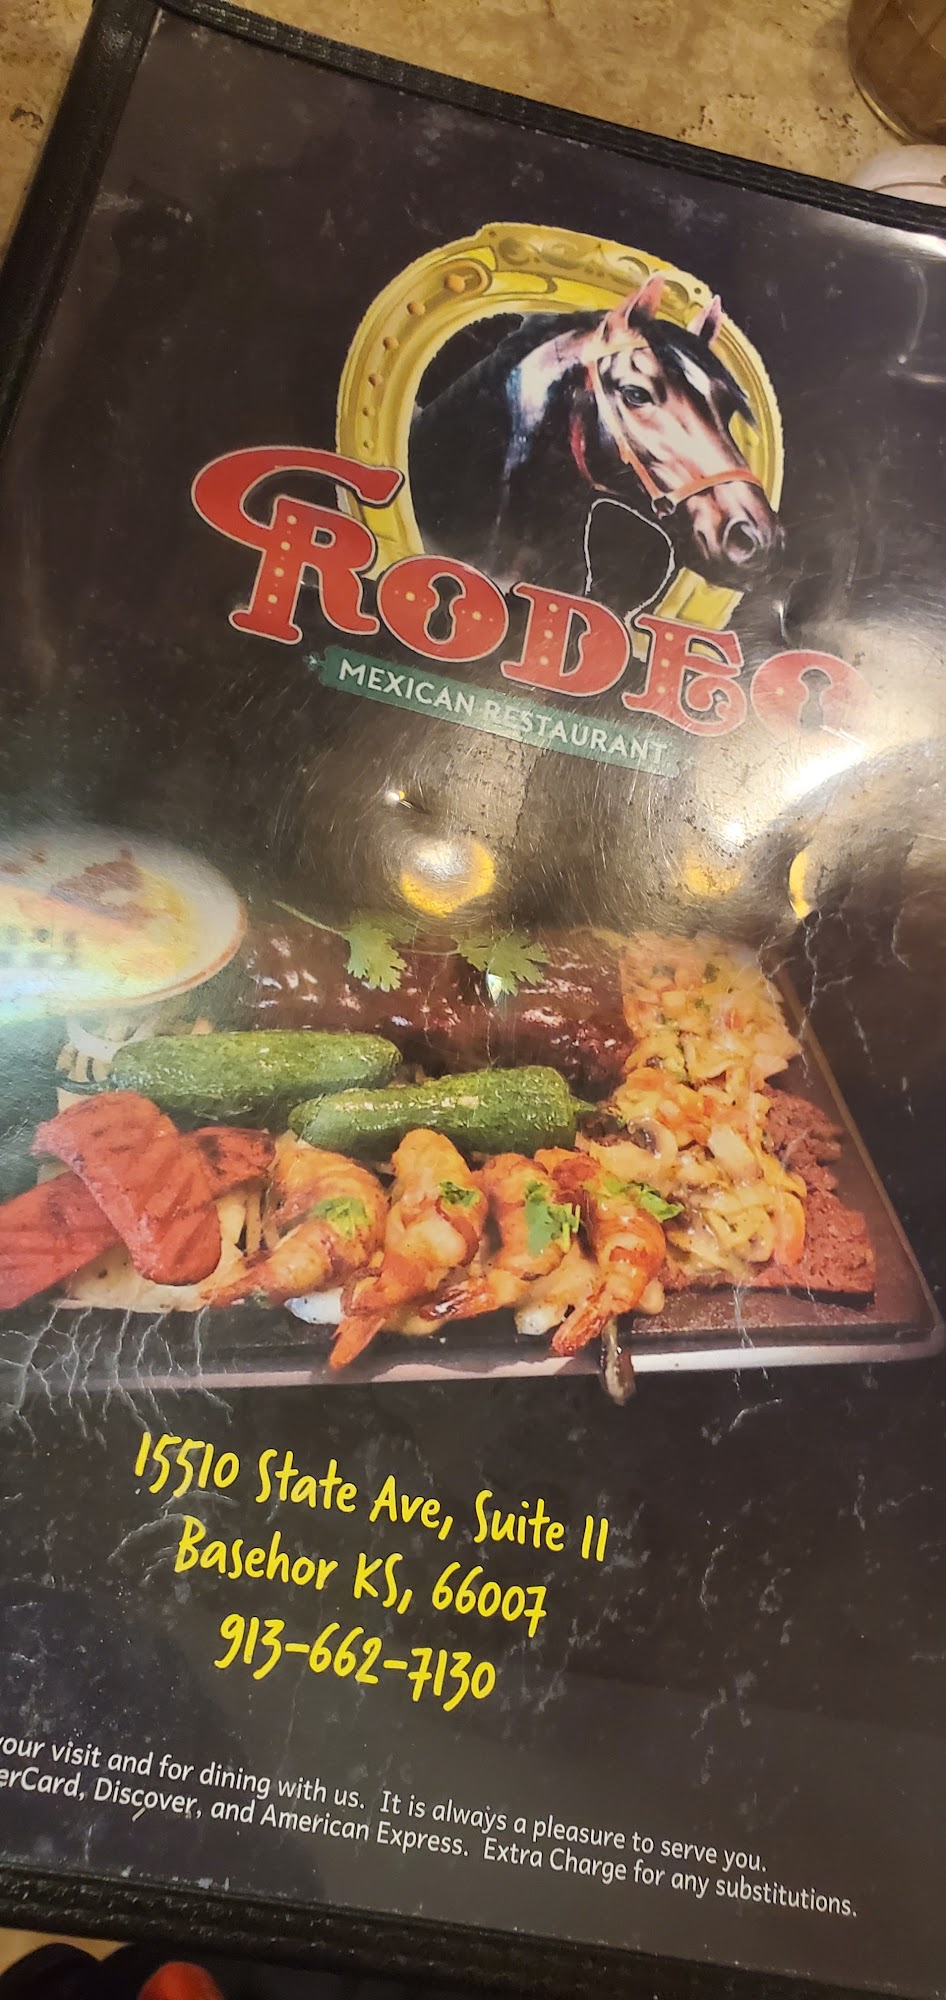 RODEO
MEXICAN RESTAURANT
15510 State Ave, Suite 11
Basehor KS, 66007
913-662-7130
your visit and for dining with us. It is always a pleasure to serve you.
erCard, Discover, and American Express. Extra Charge for any substitutions.